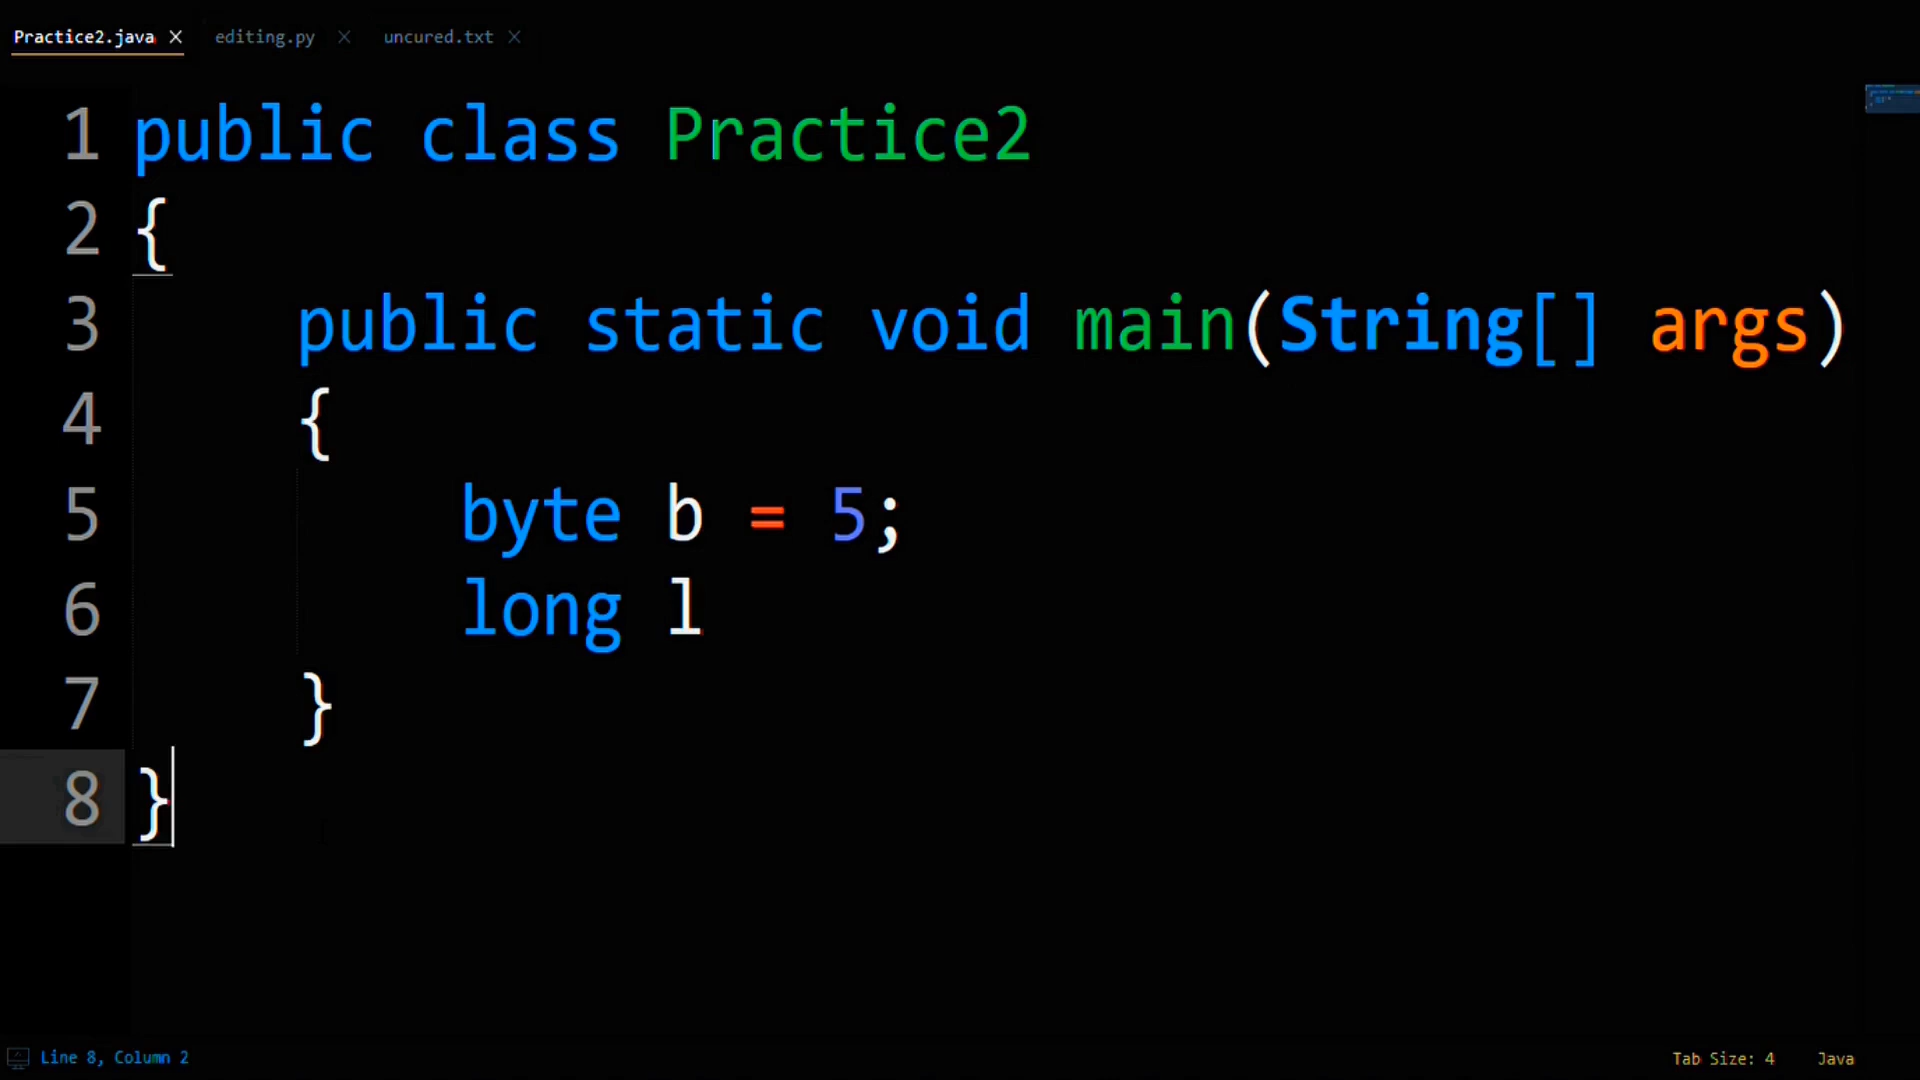 Practice2.java × editing.py × uncured.txt ×
1 public class Practice2
2 {
3 public static void main(String[] args)
4 {
5 byte b = 5;
6 long l
7 }
8 }
Line 8, Column 2 Tab Size: 4 Java